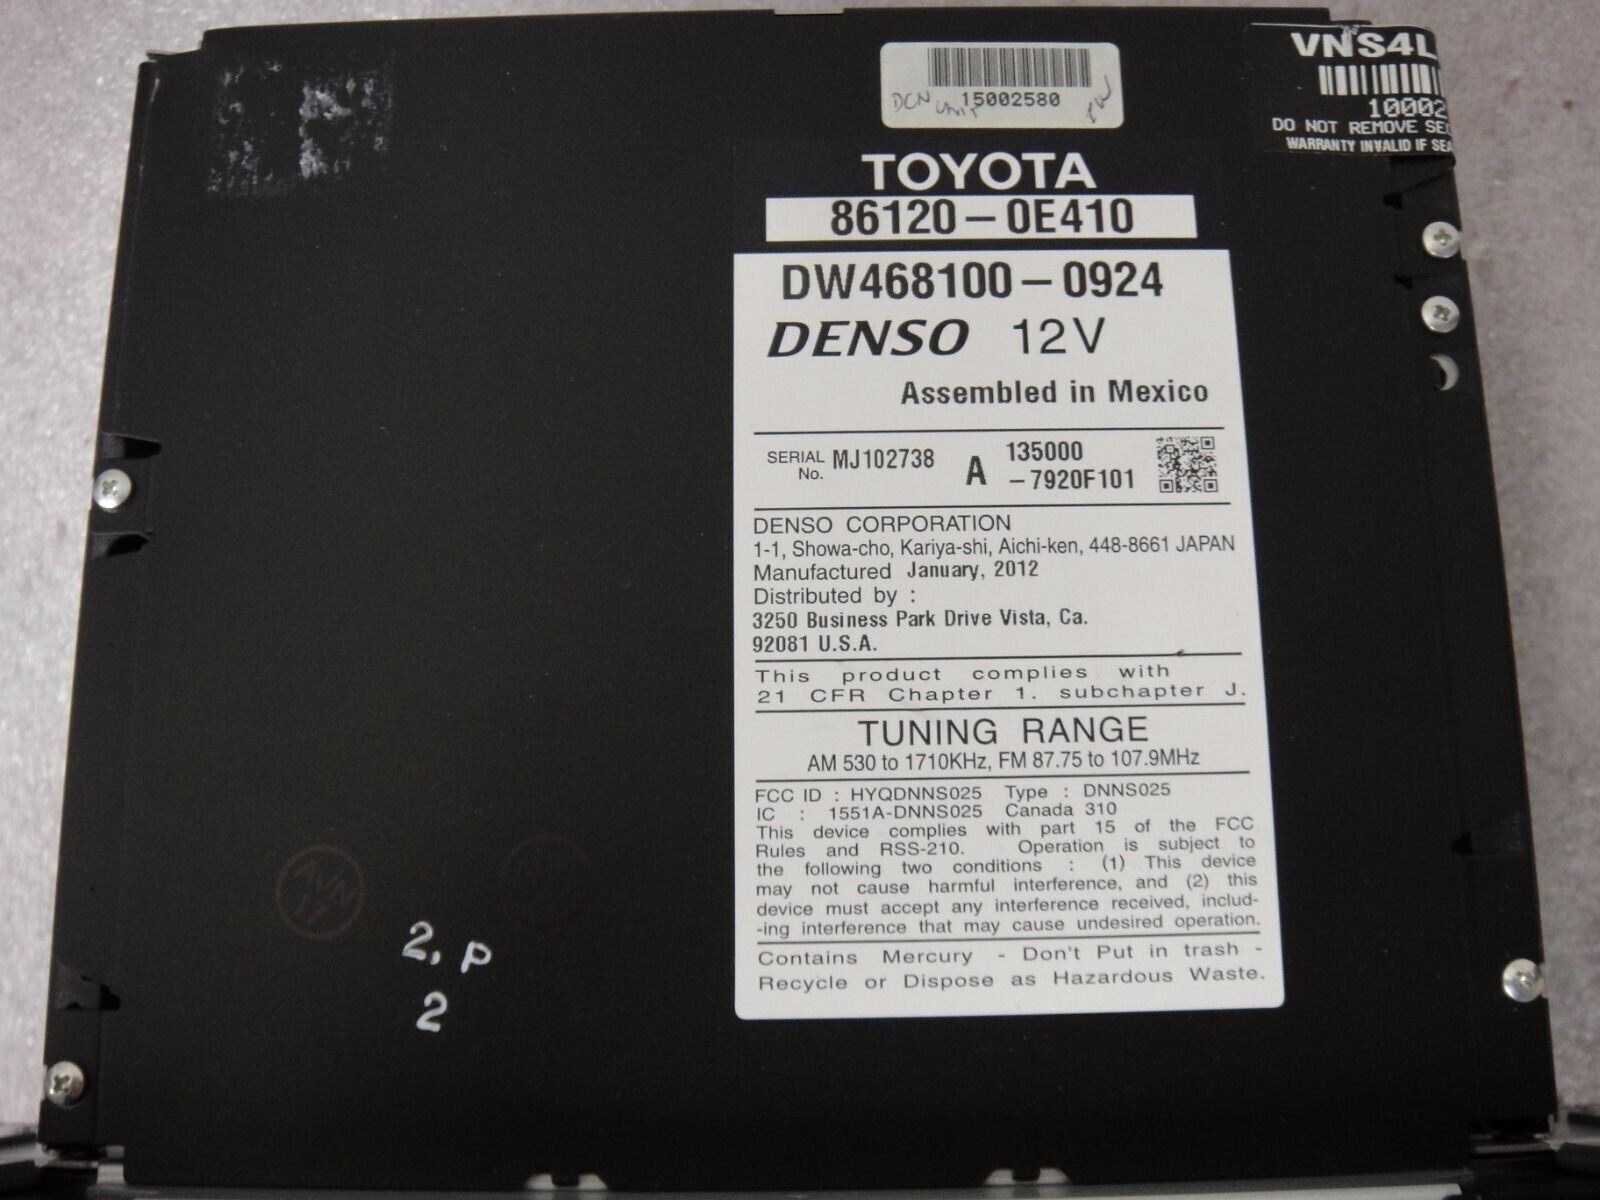 DCN unit 15002580
VNS4L
10002
DO NOT REMOVE SE
WARRANTY INVALID IF SEA
TOYOTA
86120-0E410
DW468100-0924
DENSO 12V
Assembled in Mexico
SERIAL No. MJ102738 A 135000
-7920F101
DENSO CORPORATION
1-1, Showa-cho, Kariya-shi, Aichi-ken, 448-8661 JAPAN
Manufactured January, 2012
Distributed by :
3250 Business Park Drive Vista, Ca.
92081 U.S.A.
This product complies with
21 CFR Chapter 1. subchapter J.
TUNING RANGE
AM 530 to 1710KHz, FM 87.75 to 107.9MHz
FCC ID : HYQDNNS025 Type : DNNS025
IC : 1551A-DNNS025 Canada 310
This device complies with part 15 of the FCC
Rules and RSS-210. Operation is subject to
the following two conditions : (1) This device
may not cause harmful interference, and (2) this
device must accept any interference received, includ-
-ing interference that may cause undesired operation.
Contains Mercury - Don't Put in trash -
Recycle or Dispose as Hazardous Waste.
AVN
17
2, P
2